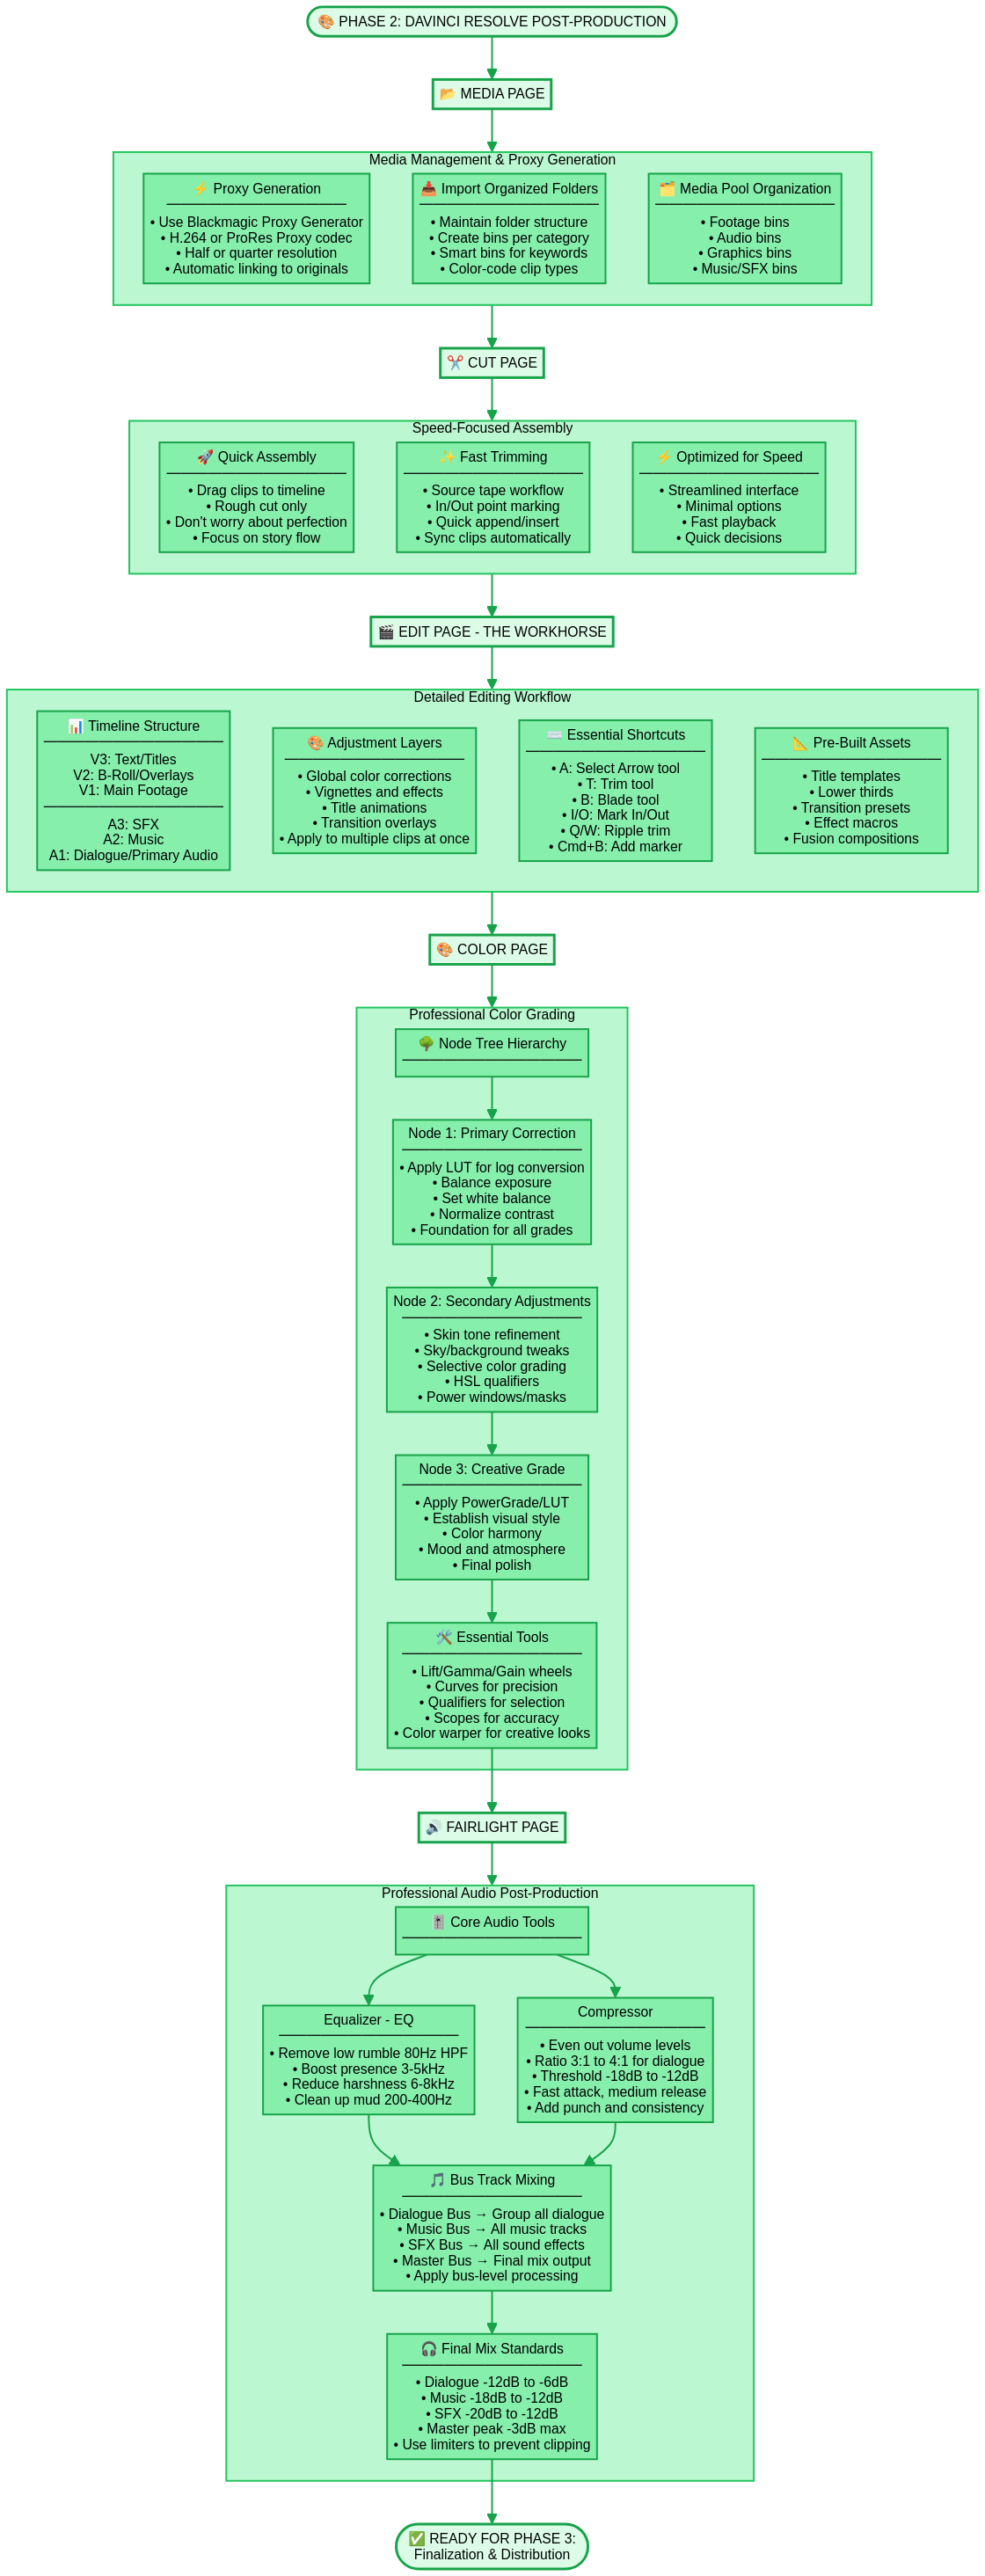 🎨 PHASE 2: DAVINCI RESOLVE POST-PRODUCTION
📂 MEDIA PAGE
Media Management & Proxy Generation
⚡ Proxy Generation
• Use Blackmagic Proxy Generator
• H.264 or ProRes Proxy codec
• Half or quarter resolution
• Automatic linking to originals
📥 Import Organized Folders
• Maintain folder structure
• Create bins per category
• Smart bins for keywords
• Color-code clip types
🗂️ Media Pool Organization
• Footage bins
• Audio bins
• Graphics bins
• Music/SFX bins
✂️ CUT PAGE
Speed-Focused Assembly
🚀 Quick Assembly
• Drag clips to timeline
• Rough cut only
• Don't worry about perfection
• Focus on story flow
✨ Fast Trimming
• Source tape workflow
• In/Out point marking
• Quick append/insert
• Sync clips automatically
⚡ Optimized for Speed
• Streamlined interface
• Minimal options
• Fast playback
• Quick decisions
🎬 EDIT PAGE - THE WORKHORSE
Detailed Editing Workflow
📊 Timeline Structure
V3: Text/Titles
V2: B-Roll/Overlays
V1: Main Footage
A3: SFX
A2: Music
A1: Dialogue/Primary Audio
🎨 Adjustment Layers
• Global color corrections
• Vignettes and effects
• Title animations
• Transition overlays
• Apply to multiple clips at once
⌨️ Essential Shortcuts
• A: Select Arrow tool
• T: Trim tool
• B: Blade tool
• I/O: Mark In/Out
• Q/W: Ripple trim
• Cmd+B: Add marker
📐 Pre-Built Assets
• Title templates
• Lower thirds
• Transition presets
• Effect macros
• Fusion compositions
🎨 COLOR PAGE
Professional Color Grading
🌳 Node Tree Hierarchy
Node 1: Primary Correction
• Apply LUT for log conversion
• Balance exposure
• Set white balance
• Normalize contrast
• Foundation for all grades
Node 2: Secondary Adjustments
• Skin tone refinement
• Sky/background tweaks
• Selective color grading
• HSL qualifiers
• Power windows/masks
Node 3: Creative Grade
• Apply PowerGrade/LUT
• Establish visual style
• Color harmony
• Mood and atmosphere
• Final polish
🛠️ Essential Tools
• Lift/Gamma/Gain wheels
• Curves for precision
• Qualifiers for selection
• Scopes for accuracy
• Color warper for creative looks
🔊 FAIRLIGHT PAGE
Professional Audio Post-Production
🎚️ Core Audio Tools
Equalizer - EQ
• Remove low rumble 80Hz HPF
• Boost presence 3-5kHz
• Reduce harshness 6-8kHz
• Clean up mud 200-400Hz
Compressor
• Even out volume levels
• Ratio 3:1 to 4:1 for dialogue
• Threshold -18dB to -12dB
• Fast attack, medium release
• Add punch and consistency
🎵 Bus Track Mixing
• Dialogue Bus → Group all dialogue
• Music Bus → All music tracks
• SFX Bus → All sound effects
• Master Bus → Final mix output
• Apply bus-level processing
🎧 Final Mix Standards
• Dialogue -12dB to -6dB
• Music -18dB to -12dB
• SFX -20dB to -12dB
• Master peak -3dB max
• Use limiters to prevent clipping
✅ READY FOR PHASE 3:
Finalization & Distribution